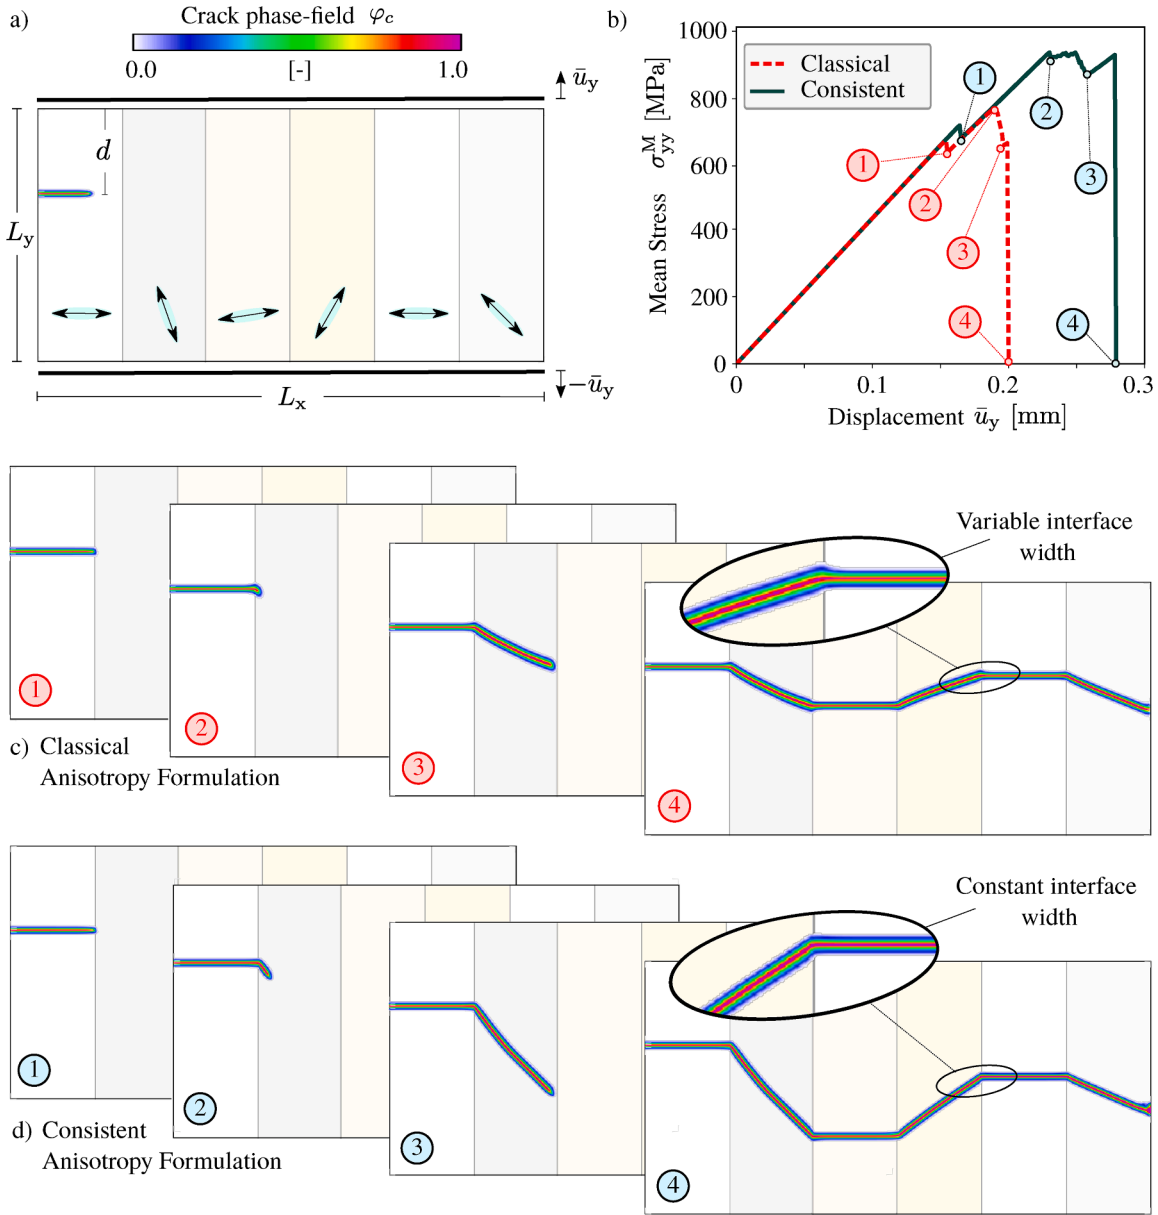 a)
Crack phase-field φc
0.0 [-] 1.0
ūy
d
Ly
Lx
−ūy
b)
1000
800
600
400
200
0
Mean Stress σyyM [MPa]
Classical
Consistent
1
2
3
4
1
2
3
4
0 0.1 0.2 0.3
Displacement ūy [mm]
Variable interface
width
1
2
3
4
c) Classical
Anisotropy Formulation
Constant interface
width
1
2
3
4
d) Consistent
Anisotropy Formulation